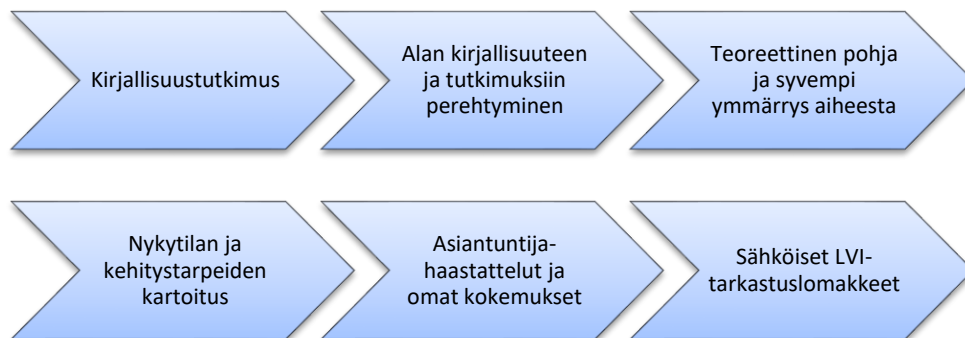 Kirjallisuustutkimus
Alan kirjallisuuteen
ja tutkimuksiin
perehtyminen
Teoreettinen pohja
ja syvempi
ymmärrys aiheesta
Nykytilan ja
kehitystarpeiden
kartoitus
Asiantuntija-
haastattelut ja
omat kokemukset
Sähköiset LVI-
tarkastuslomakkeet